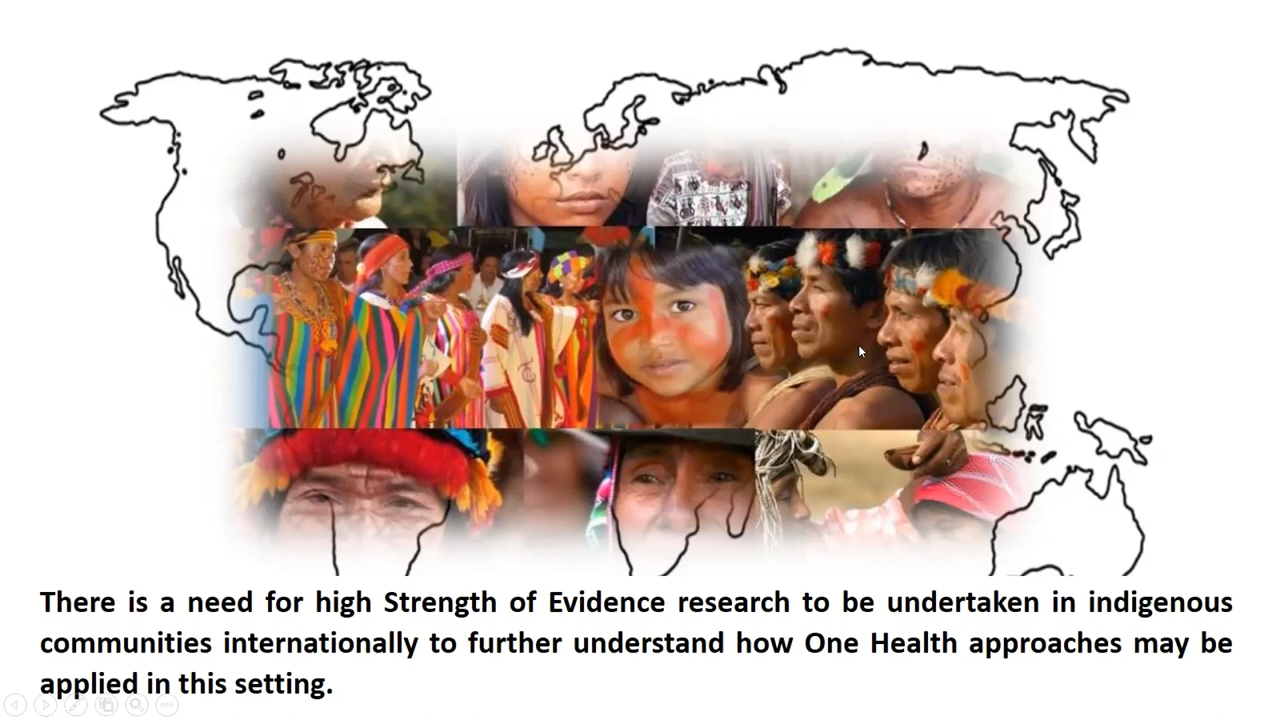 There is a need for high Strength of Evidence research to be undertaken in indigenous
communities internationally to further understand how One Health approaches may be
applied in this setting.